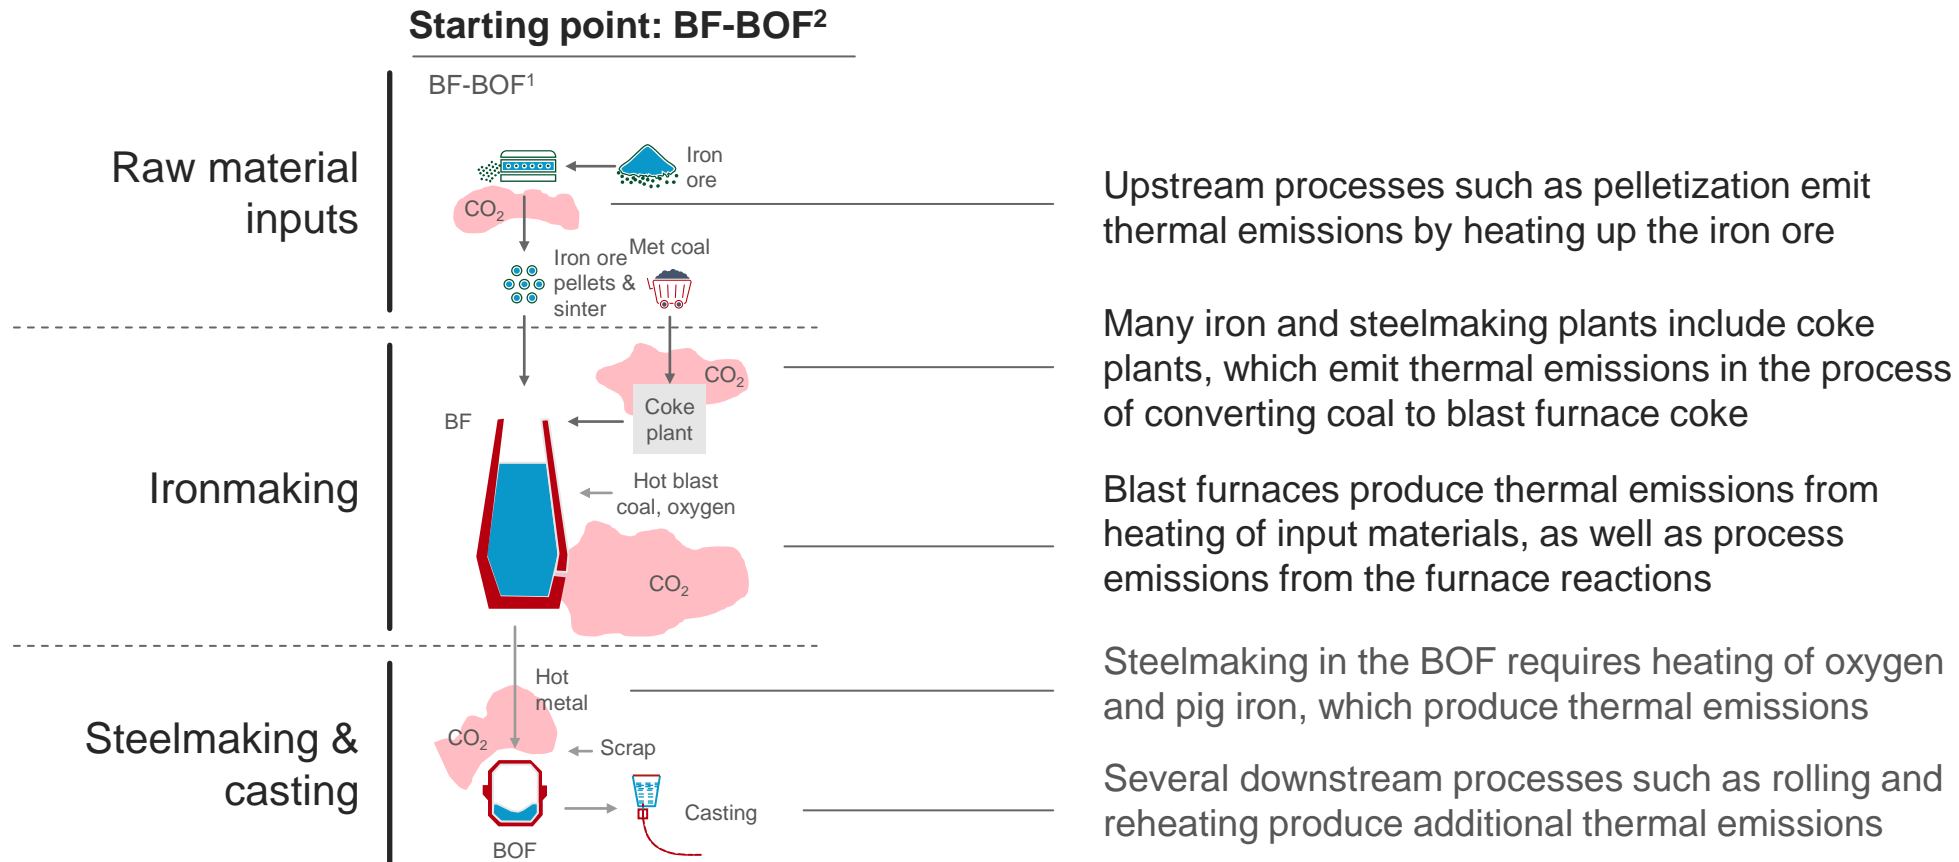 Starting point: BF-BOF²
BF-BOF¹
Raw material
inputs
Iron
ore
CO₂
Iron ore
pellets &
sinter
Met coal
Upstream processes such as pelletization emit
thermal emissions by heating up the iron ore
Ironmaking
CO₂
Coke
plant
BF
Hot blast
coal, oxygen
CO₂
Many iron and steelmaking plants include coke
plants, which emit thermal emissions in the process
of converting coal to blast furnace coke
Blast furnaces produce thermal emissions from
heating of input materials, as well as process
emissions from the furnace reactions
Steelmaking &
casting
Hot
metal
CO₂
Scrap
BOF
Casting
Steelmaking in the BOF requires heating of oxygen
and pig iron, which produce thermal emissions
Several downstream processes such as rolling and
reheating produce additional thermal emissions